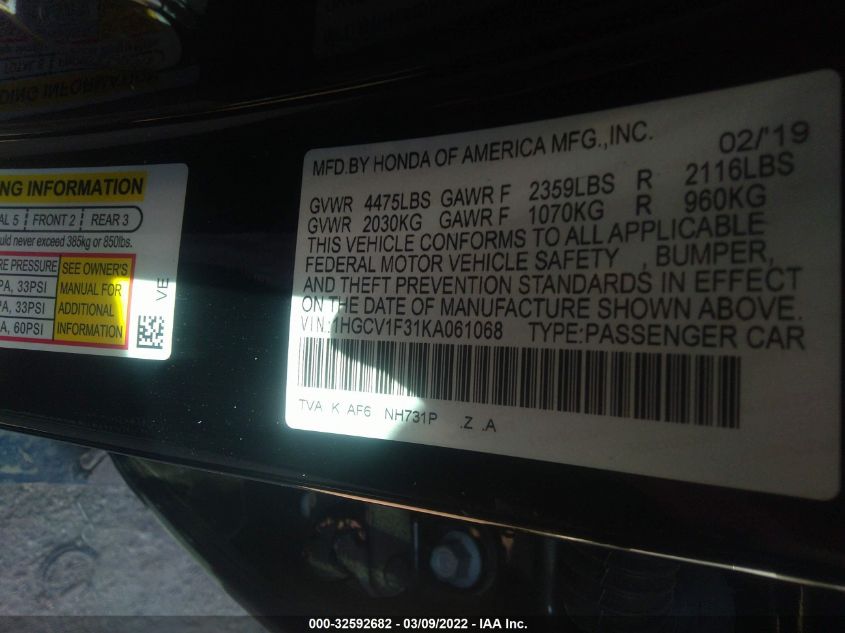 MFD.BY HONDA OF AMERICA MFG.,INC. 02/'19
GVWR 4475LBS GAWR F 2359LBS R 2116LBS
GVWR 2030KG GAWR F 1070KG R 960KG
THIS VEHICLE CONFORMS TO ALL APPLICABLE
FEDERAL MOTOR VEHICLE SAFETY , BUMPER,
AND THEFT PREVENTION STANDARDS IN EFFECT
ON THE DATE OF MANUFACTURE SHOWN ABOVE.
VIN:1HGCV1F31KA061068 TYPE:PASSENGER CAR
TVA K AF6 NH731P .Z .A
NG INFORMATION
AL 5 FRONT 2 REAR 3
ould never exceed 385kg or 850lbs.
RE PRESSURE SEE OWNER'S
PA, 33PSI MANUAL FOR
PA, 33PSI ADDITIONAL
A, 60PSI INFORMATION
VE
000-32592682 - 03/09/2022 - IAA Inc.